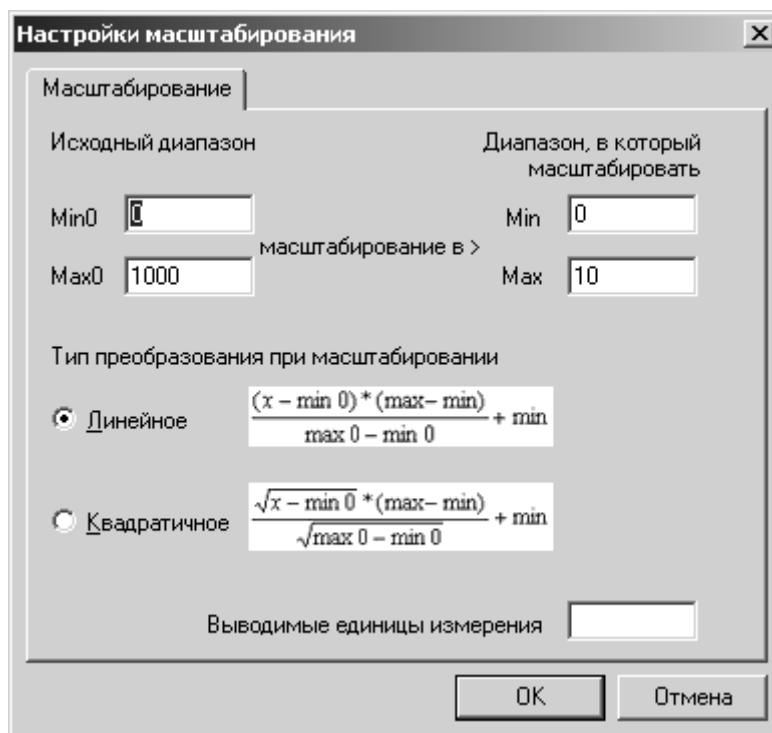 Настройки масштабирования
Масштабирование
Исходный диапазон
Диапазон, в который
масштабировать
Min0 0
Min 0
масштабирование в >
Max0 1000
Max 10
Тип преобразования при масштабировании
Линейное (x – min 0)*(max– min) / max 0 – min 0 + min
Квадратичное √x – min 0 *(max– min) / √max 0 – min 0 + min
Выводимые единицы измерения
OK Отмена